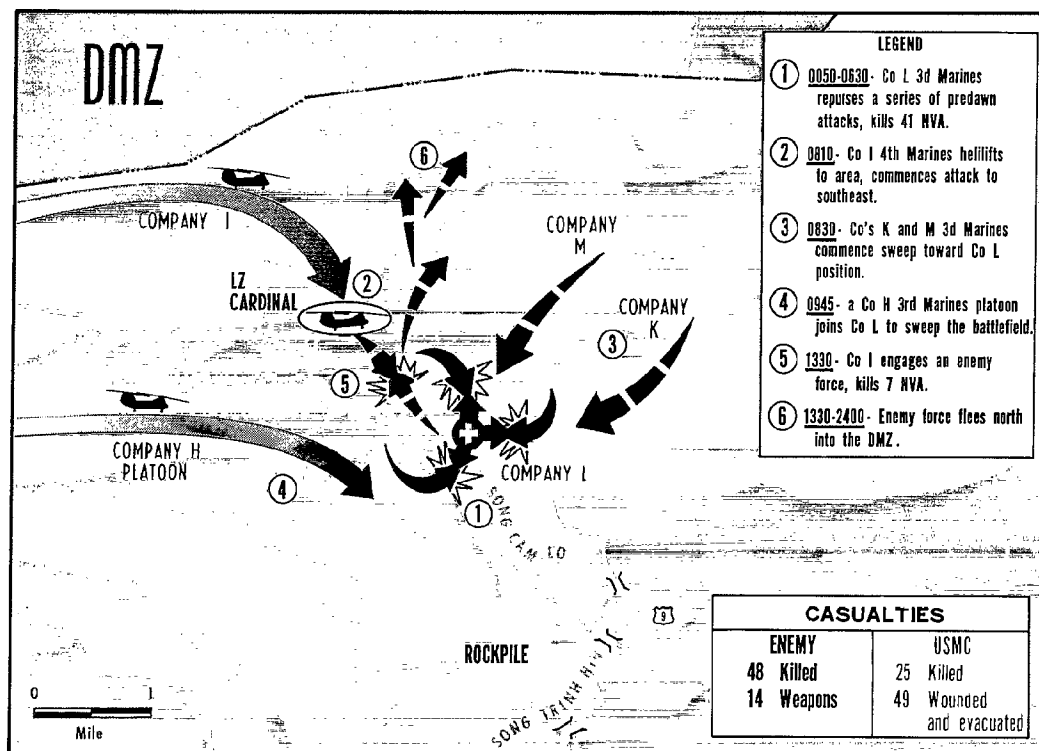 DMZ
LEGEND
1 0050-0630- Co L 3d Marines
repulses a series of predawn
attacks, kills 41 NVA.
2 0810- Co I 4th Marines helilifts
to area, commences attack to
southeast.
3 0830- Co's K and M 3d Marines
commence sweep toward Co L
position.
4 0945- a Co H 3rd Marines platoon
joins Co L to sweep the battlefield.
5 1330- Co I engages an enemy
force, kills 7 NVA.
6 1330-2400- Enemy force flees north
into the DMZ.
6
COMPANY I
COMPANY
M
LZ
CARDINAL
2
COMPANY
K
3
5
COMPANY H
PLATOON
4
COMPANY L
1
SONG CAM LO
9
ROCKPILE
SONG TRINH HIN
0 1
Mile
CASUALTIES
ENEMY
48 Killed
14 Weapons
USMC
25 Killed
49 Wounded
and evacuated